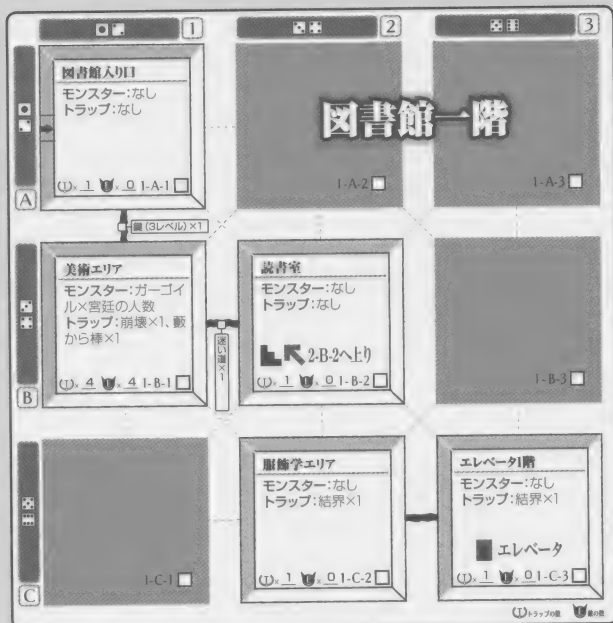 1
2
3
図書館一階
A
図書館入り口
モンスター:なし
トラップ:なし
× 1 × 0 1-A-1
1-A-2
1-A-3
鍵(3レベル)×1
B
美術エリア
モンスター:ガーゴイ
ル×宮廷の人数
トラップ:崩壊×1、藪
から棒×1
× 4 × 4 1-B-1
迷い道×1
読書室
モンスター:なし
トラップ:なし
2-B-2へ上り
× 1 × 0 1-B-2
1-B-3
C
1-C-1
服飾学エリア
モンスター:なし
トラップ:結界×1
× 1 × 0 1-C-2
エレベータ1階
モンスター:なし
トラップ:結界×1
エレベータ
× 1 × 0 1-C-3
トラップの数